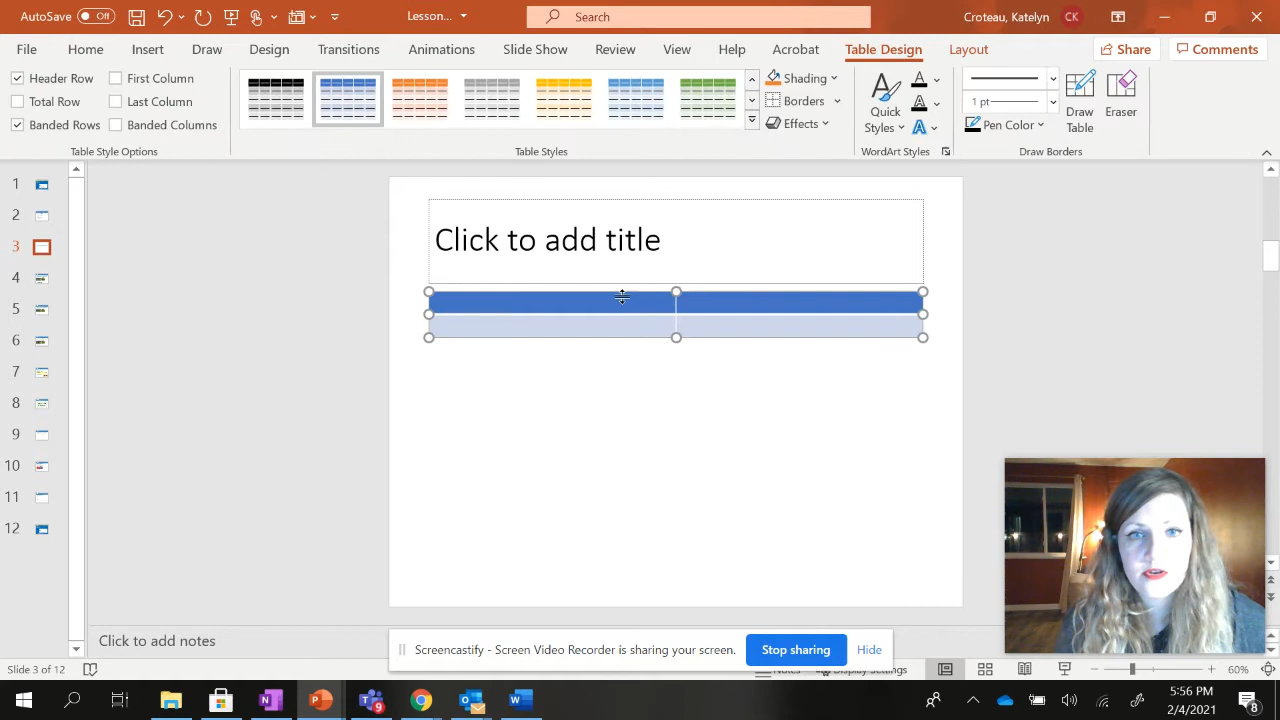 AutoSave Off Lesson... Search Croteau, Katelyn CK
File Home Insert Draw Design Transitions Animations Slide Show Review View Help Acrobat Table Design Layout Share Comments
Header Row First Column
Total Row Last Column
Banded Rows Banded Columns
Table Style Options
Table Styles
Shading
Borders
Effects
Quick
Styles
WordArt Styles
1 pt
Pen Color
Draw
Table
Eraser
Draw Borders
1
2
3
4
5
6
7
8
9
10
11
12
Click to add title
Click to add notes
Screencastify - Screen Video Recorder is sharing your screen. Stop sharing Hide
Slide 3 of 12 Notes Display Settings 60%
9
5:56 PM
2/4/2021
8